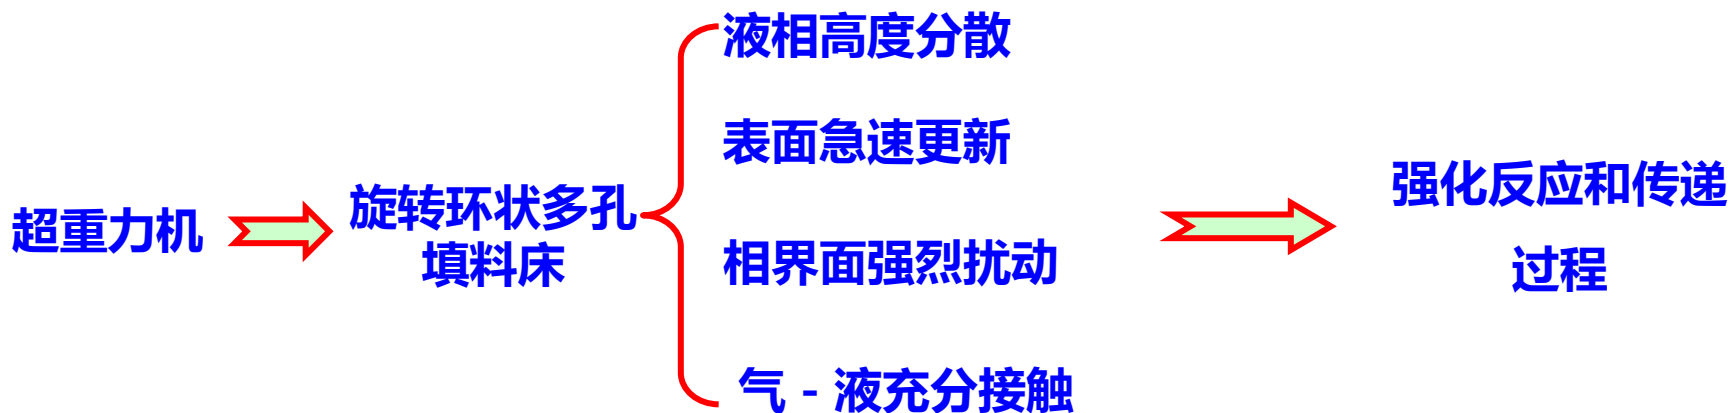 超重力机
旋转环状多孔
填料床
液相高度分散
表面急速更新
相界面强烈扰动
气 - 液充分接触
强化反应和传递
过程